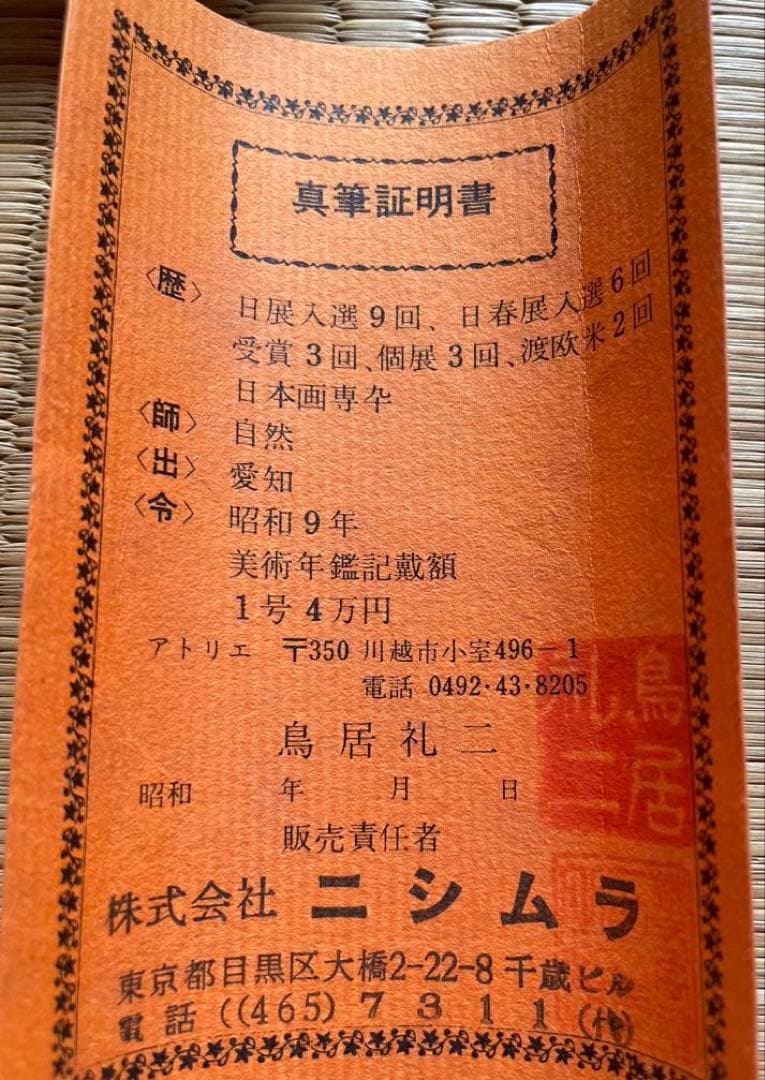 真筆証明書
〈歴〉 日展入選9回、日春展入選6回
受賞3回、個展3回、渡欧米2回
日本画専卆
〈師〉 自然
〈出〉 愛知
〈令〉 昭和9年
美術年鑑記戴額
1号4万円
アトリエ 〒350 川越市小室496-1
電話 0492・43・8205
鳥居礼二
昭和 年 月 日
販売責任者
株式会社 ニシムラ
東京都目黒区大橋2-22-8千歳ビル
電話 ((465) 7311(代)
鳥居
礼二